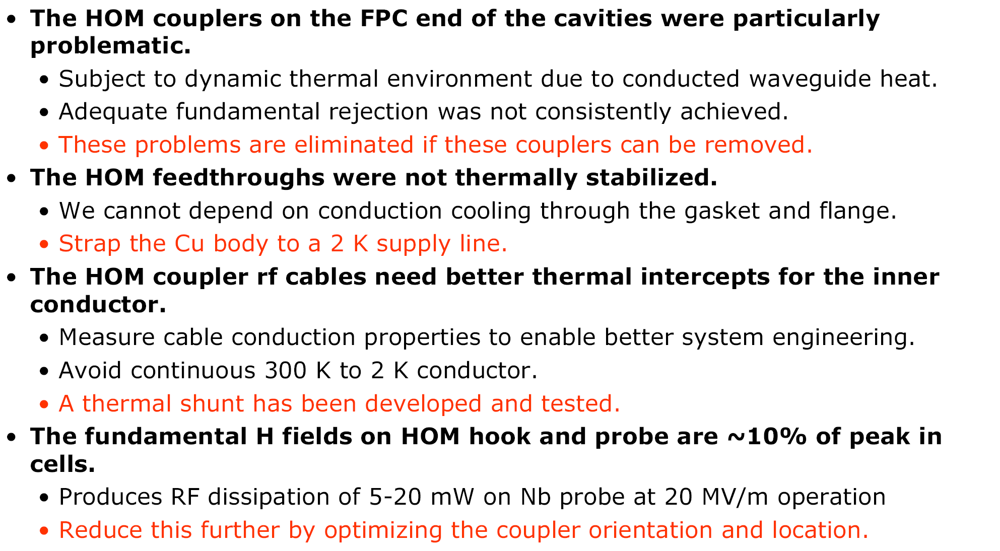 • The HOM couplers on the FPC end of the cavities were particularly
problematic.
• Subject to dynamic thermal environment due to conducted waveguide heat.
• Adequate fundamental rejection was not consistently achieved.
• These problems are eliminated if these couplers can be removed.
• The HOM feedthroughs were not thermally stabilized.
• We cannot depend on conduction cooling through the gasket and flange.
• Strap the Cu body to a 2 K supply line.
• The HOM coupler rf cables need better thermal intercepts for the inner
conductor.
• Measure cable conduction properties to enable better system engineering.
• Avoid continuous 300 K to 2 K conductor.
• A thermal shunt has been developed and tested.
• The fundamental H fields on HOM hook and probe are ~10% of peak in
cells.
• Produces RF dissipation of 5-20 mW on Nb probe at 20 MV/m operation
• Reduce this further by optimizing the coupler orientation and location.